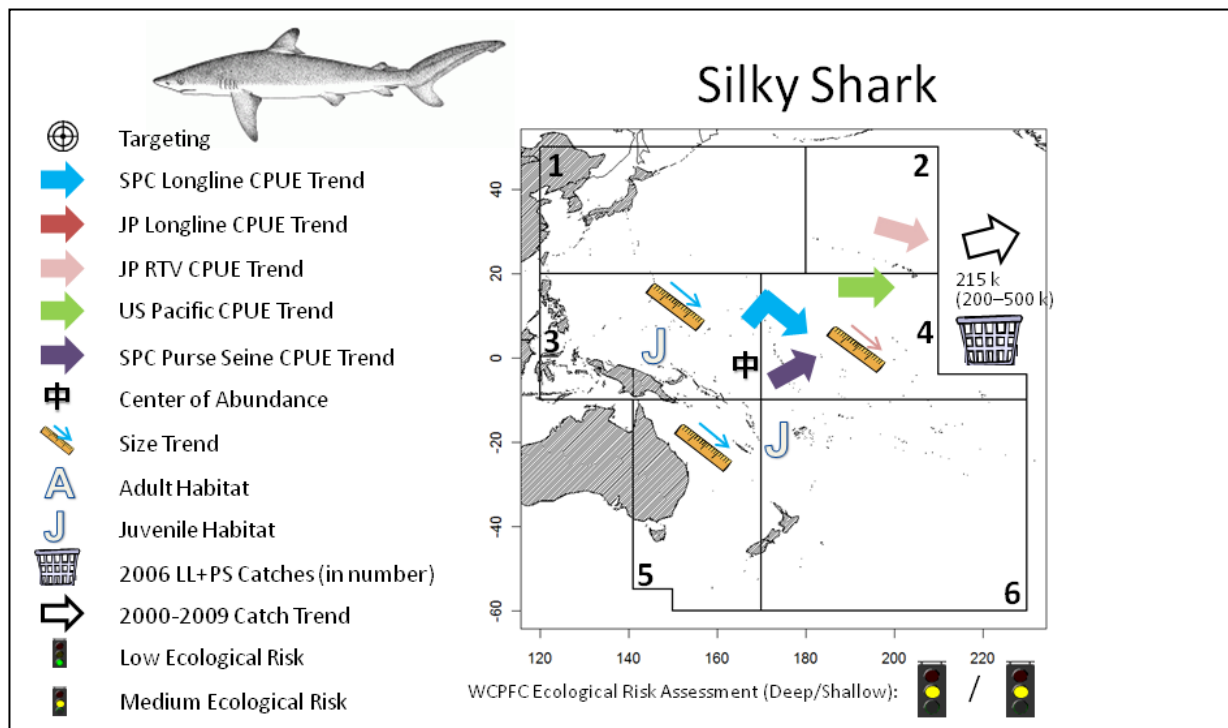 Silky Shark
Targeting
SPC Longline CPUE Trend
JP Longline CPUE Trend
JP RTV CPUE Trend
US Pacific CPUE Trend
SPC Purse Seine CPUE Trend
中
Center of Abundance
Size Trend
A
Adult Habitat
J
Juvenile Habitat
2006 LL+PS Catches (in number)
2000-2009 Catch Trend
Low Ecological Risk
Medium Ecological Risk
1
2
3
4
5
6
J
中
J
215 k
(200–500 k)
40
20
0
-20
-40
-60
120
140
160
180
200
220
WCPFC Ecological Risk Assessment (Deep/Shallow): /